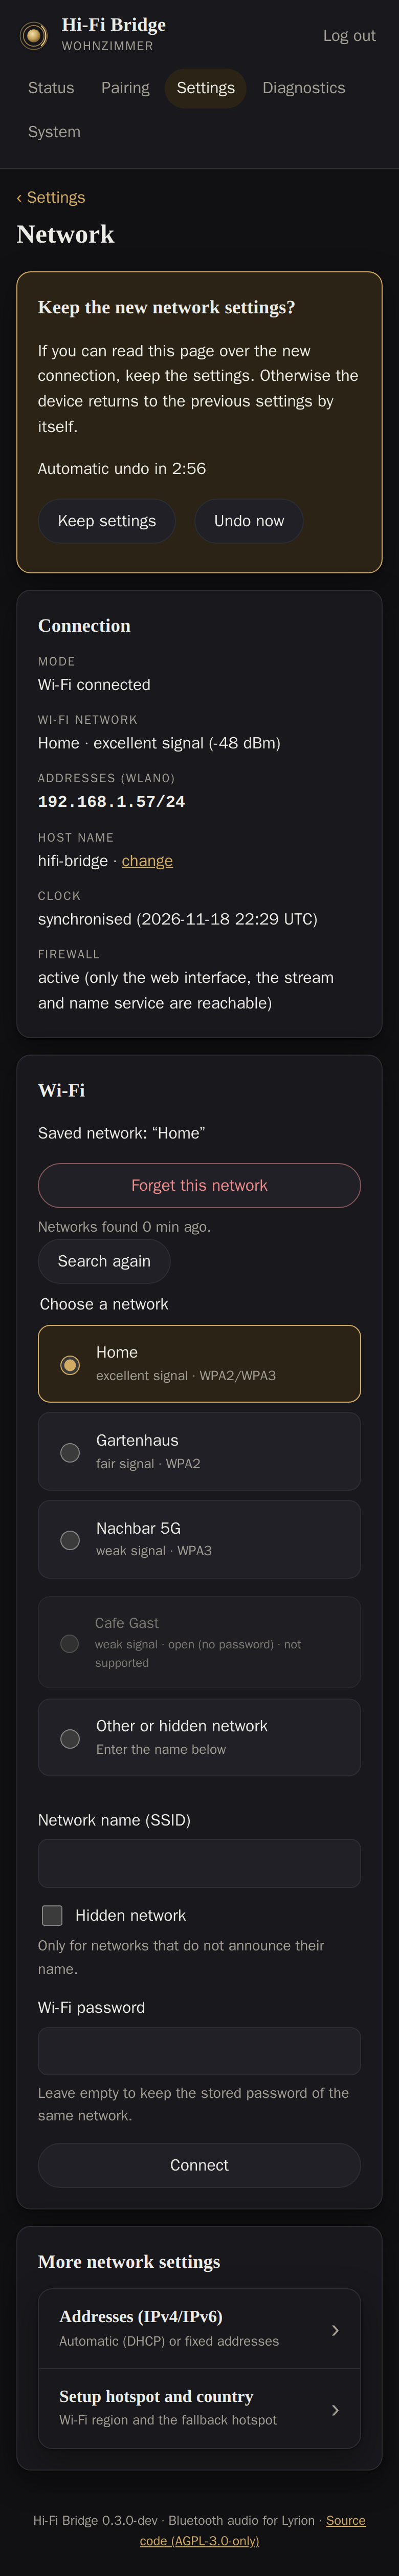 Hi-Fi Bridge
WOHNZIMMER
Log out
Status
Pairing
Settings
Diagnostics
System
‹ Settings
Network
Keep the new network settings?
If you can read this page over the new
connection, keep the settings. Otherwise the
device returns to the previous settings by
itself.
Automatic undo in 2:56
Keep settings
Undo now
Connection
MODE
Wi-Fi connected
WI-FI NETWORK
Home · excellent signal (-48 dBm)
ADDRESSES (WLAN0)
192.168.1.57/24
HOST NAME
hifi-bridge · change
CLOCK
synchronised (2026-11-18 22:29 UTC)
FIREWALL
active (only the web interface, the stream
and name service are reachable)
Wi-Fi
Saved network: “Home”
Forget this network
Networks found 0 min ago.
Search again
Choose a network
Home
excellent signal · WPA2/WPA3
Gartenhaus
fair signal · WPA2
Nachbar 5G
weak signal · WPA3
Cafe Gast
weak signal · open (no password) · not
supported
Other or hidden network
Enter the name below
Network name (SSID)
Hidden network
Only for networks that do not announce their
name.
Wi-Fi password
Leave empty to keep the stored password of the
same network.
Connect
More network settings
Addresses (IPv4/IPv6)
Automatic (DHCP) or fixed addresses
›
Setup hotspot and country
Wi-Fi region and the fallback hotspot
›
Hi-Fi Bridge 0.3.0-dev · Bluetooth audio for Lyrion · Source
code (AGPL-3.0-only)